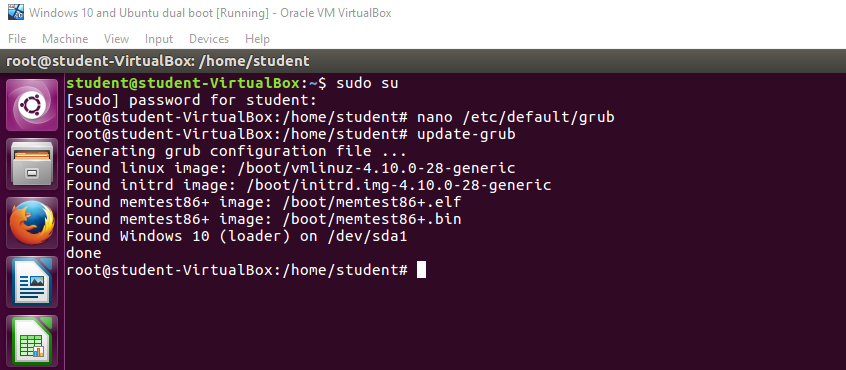 Windows 10 and Ubuntu dual boot [Running] - Oracle VM VirtualBox
File Machine View Input Devices Help
root@student-VirtualBox: /home/student
student@student-VirtualBox:~$ sudo su
[sudo] password for student:
root@student-VirtualBox:/home/student# nano /etc/default/grub
root@student-VirtualBox:/home/student# update-grub
Generating grub configuration file ...
Found linux image: /boot/vmlinuz-4.10.0-28-generic
Found initrd image: /boot/initrd.img-4.10.0-28-generic
Found memtest86+ image: /boot/memtest86+.elf
Found memtest86+ image: /boot/memtest86+.bin
Found Windows 10 (loader) on /dev/sda1
done
root@student-VirtualBox:/home/student#